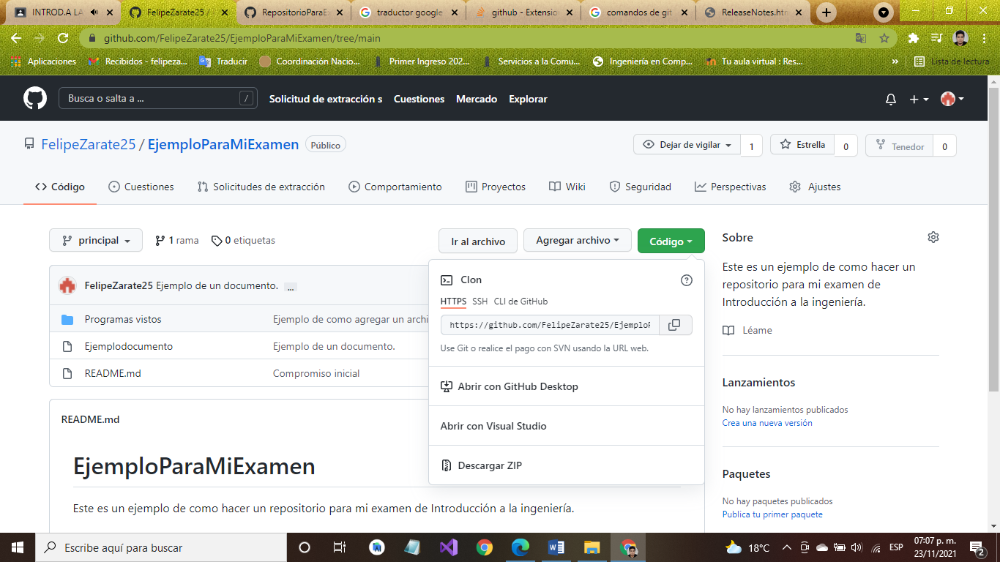 INTROD.A LA
FelipeZarate25 /
RepositorioParaE
traductor google
github - Extension
comandos de git
ReleaseNotes.htm
github.com/FelipeZarate25/EjemploParaMiExamen/tree/main
Aplicaciones
Recibidos - felipeza...
Traducir
Coordinación Nacio...
Primer Ingreso 202...
Servicios a la Comu...
Ingeniería en Comp...
Tu aula virtual : Res...
»
Lista de lectura
Busca o salta a ...
/
Solicitud de extracción s
Cuestiones
Mercado
Explorar
FelipeZarate25 / EjemploParaMiExamen
Público
Dejar de vigilar
1
Estrella
0
Tenedor
0
Código
Cuestiones
Solicitudes de extracción
Comportamiento
Proyectos
Wiki
Seguridad
Perspectivas
Ajustes
principal
1 rama
0 etiquetas
Ir al archivo
Agregar archivo
Código
FelipeZarate25 Ejemplo de un documento. ...
Programas vistos
Ejemplo de como agregar un archi
Ejemplodocumento
Ejemplo de un documento.
README.md
Compromiso inicial
Clon
HTTPS
SSH
CLI de GitHub
https://github.com/FelipeZarate25/EjemploP
Use Git o realice el pago con SVN usando la URL web.
Abrir con GitHub Desktop
Abrir con Visual Studio
Descargar ZIP
README.md
EjemploParaMiExamen
Este es un ejemplo de como hacer un repositorio para mi examen de Introducción a la ingeniería.
Sobre
Este es un ejemplo de como hacer un
repositorio para mi examen de
Introducción a la ingeniería.
Léame
Lanzamientos
No hay lanzamientos publicados
Crea una nueva versión
Paquetes
No hay paquetes publicados
Publica tu primer paquete
Escribe aquí para buscar
18°C
ESP
07:07 p. m.
23/11/2021
2